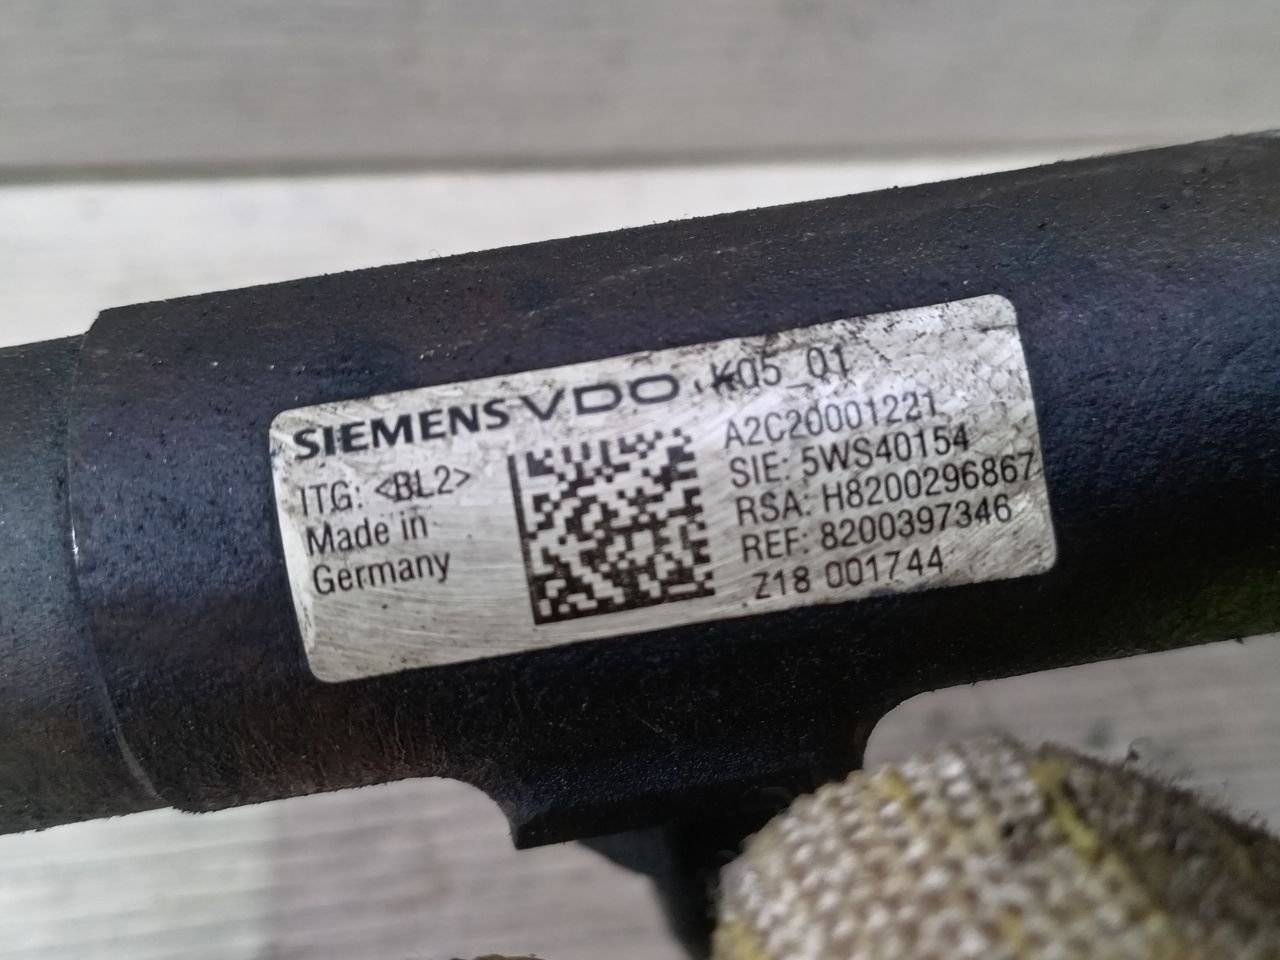 SIEMENS VDO K05_01
ITG: <BL2>
Made in
Germany
A2C20001221
SIE: 5WS40154
RSA: H8200296867
REF: 8200397346
Z18 001744